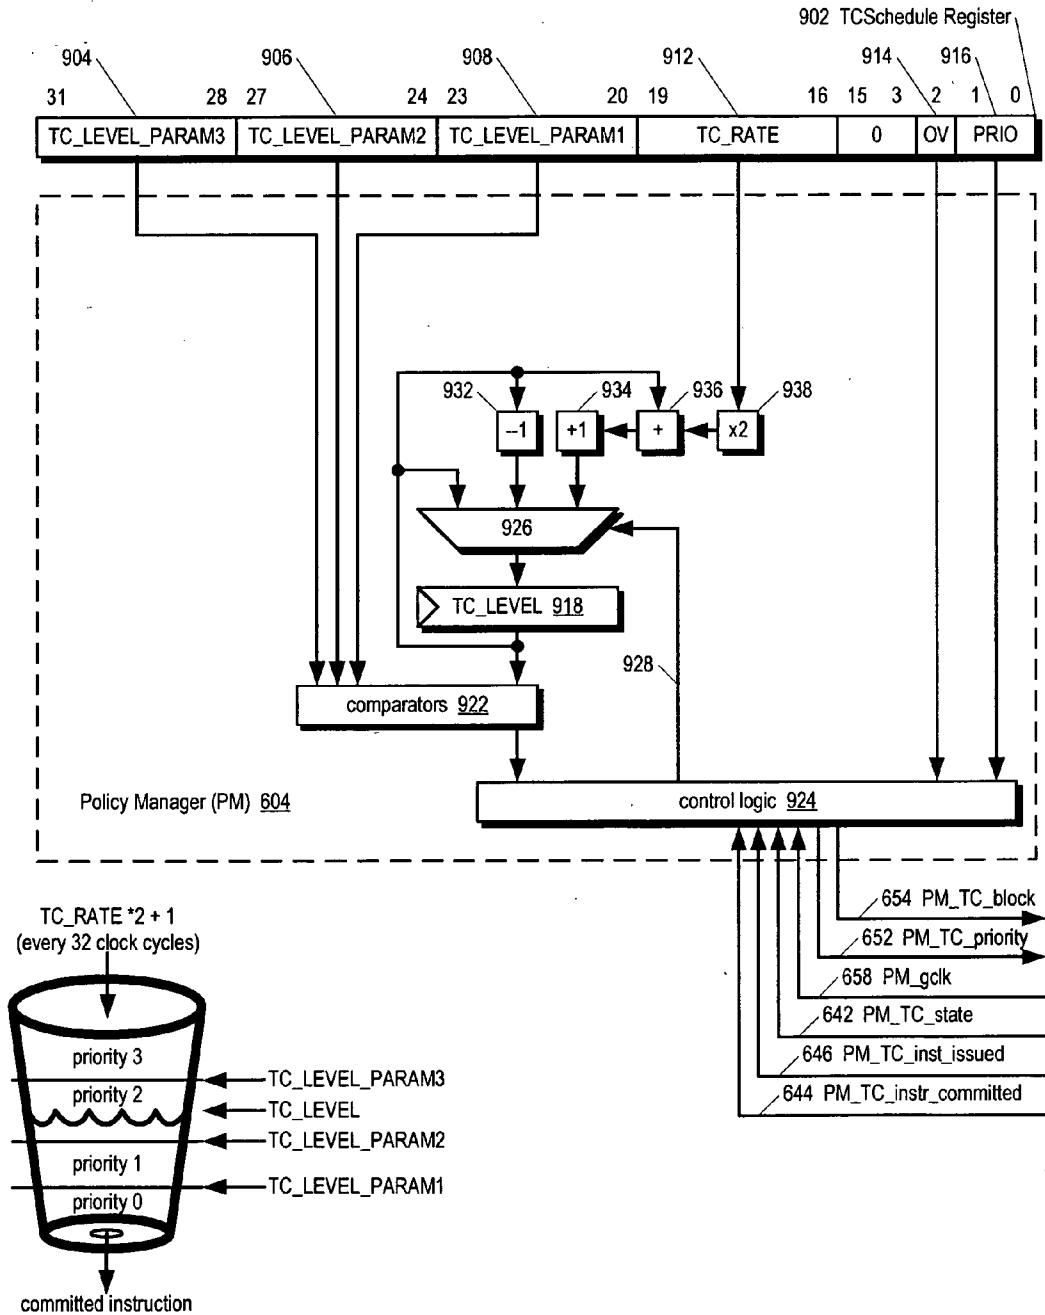 902 TCSchedule Register
904 906 908 912 914 916
31 28 27 24 23 20 19 16 15 3 2 1 0
TC_LEVEL_PARAM3 TC_LEVEL_PARAM2 TC_LEVEL_PARAM1 TC_RATE 0 OV PRIO
932 934 936 938
--1 +1 + x2
926
TC_LEVEL 918
928
comparators 922
Policy Manager (PM) 604
control logic 924
654 PM_TC_block
652 PM_TC_priority
658 PM_gclk
642 PM_TC_state
646 PM_TC_inst_issued
644 PM_TC_instr_committed
TC_RATE *2 + 1
(every 32 clock cycles)
priority 3
TC_LEVEL_PARAM3
priority 2
TC_LEVEL
TC_LEVEL_PARAM2
priority 1
TC_LEVEL_PARAM1
priority 0
committed instruction